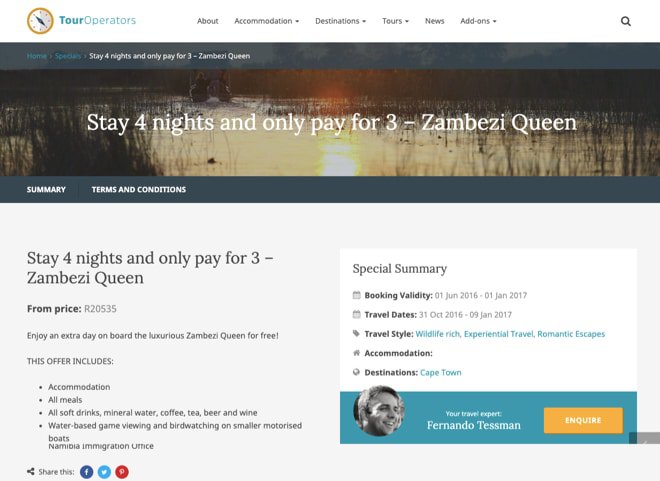 TourOperators
About Accommodation Destinations Tours News Add-ons
Home › Specials › Stay 4 nights and only pay for 3 – Zambezi Queen
Stay 4 nights and only pay for 3 – Zambezi Queen
SUMMARY TERMS AND CONDITIONS
Stay 4 nights and only pay for 3 –
Zambezi Queen
From price: R20535
Enjoy an extra day on board the luxurious Zambezi Queen for free!
THIS OFFER INCLUDES:
• Accommodation
• All meals
• All soft drinks, mineral water, coffee, tea, beer and wine
• Water-based game viewing and birdwatching on smaller motorised
boats
Namibia Immigration Office
Share this:
Special Summary
Booking Validity: 01 Jun 2016 - 01 Jan 2017
Travel Dates: 31 Oct 2016 - 09 Jan 2017
Travel Style: Wildlife rich, Experiential Travel, Romantic Escapes
Accommodation:
Destinations: Cape Town
Your travel expert:
Fernando Tessman
ENQUIRE